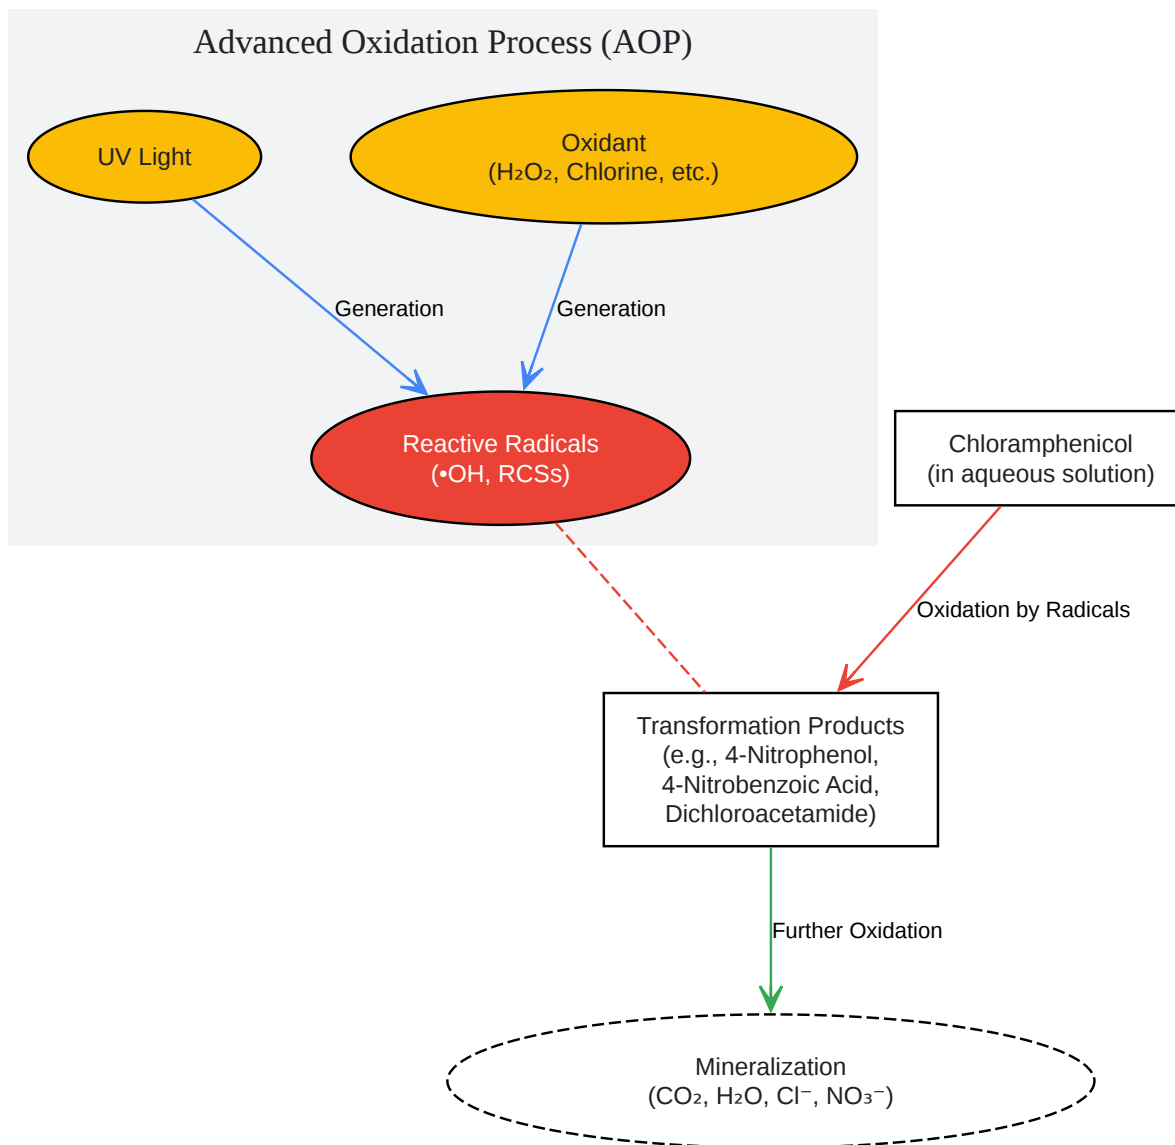 Advanced Oxidation Process (AOP)
UV Light
Oxidant
(H₂O₂, Chlorine, etc.)
Generation
Generation
Reactive Radicals
(•OH, RCSs)
Chloramphenicol
(in aqueous solution)
Oxidation by Radicals
Transformation Products
(e.g., 4-Nitrophenol,
4-Nitrobenzoic Acid,
Dichloroacetamide)
Further Oxidation
Mineralization
(CO₂, H₂O, Cl⁻, NO₃⁻)